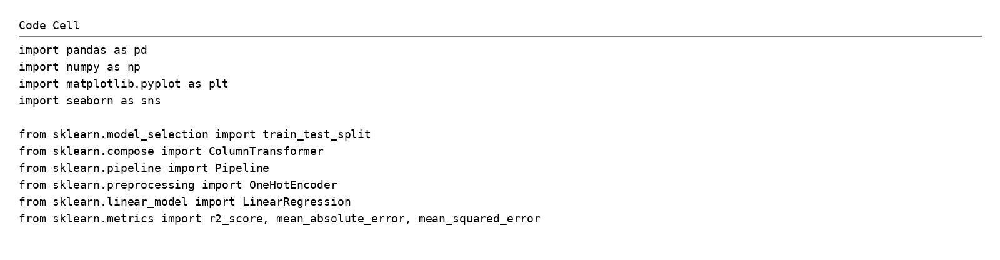 Code Cell
import pandas as pd
import numpy as np
import matplotlib.pyplot as plt
import seaborn as sns
from sklearn.model_selection import train_test_split
from sklearn.compose import ColumnTransformer
from sklearn.pipeline import Pipeline
from sklearn.preprocessing import OneHotEncoder
from sklearn.linear_model import LinearRegression
from sklearn.metrics import r2_score, mean_absolute_error, mean_squared_error